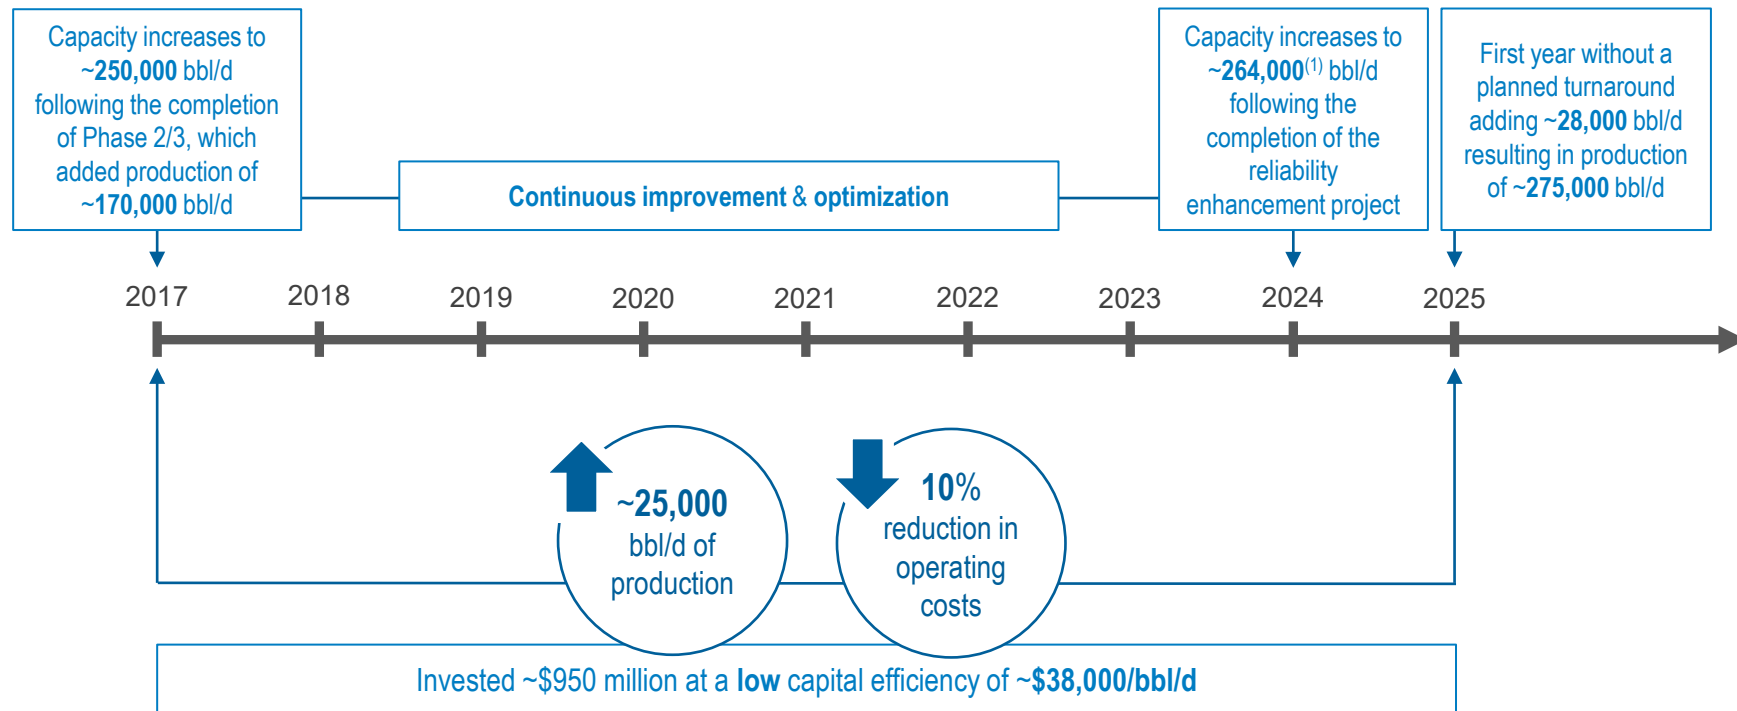 Capacity increases to
~250,000 bbl/d
following the completion
of Phase 2/3, which
added production of
~170,000 bbl/d
Continuous improvement & optimization
Capacity increases to
~264,000(1) bbl/d
following the
completion of the
reliability
enhancement project
First year without a
planned turnaround
adding ~28,000 bbl/d
resulting in production
of ~275,000 bbl/d
2017
2018
2019
2020
2021
2022
2023
2024
2025
~25,000
bbl/d of
production
10%
reduction in
operating
costs
Invested ~$950 million at a low capital efficiency of ~$38,000/bbl/d